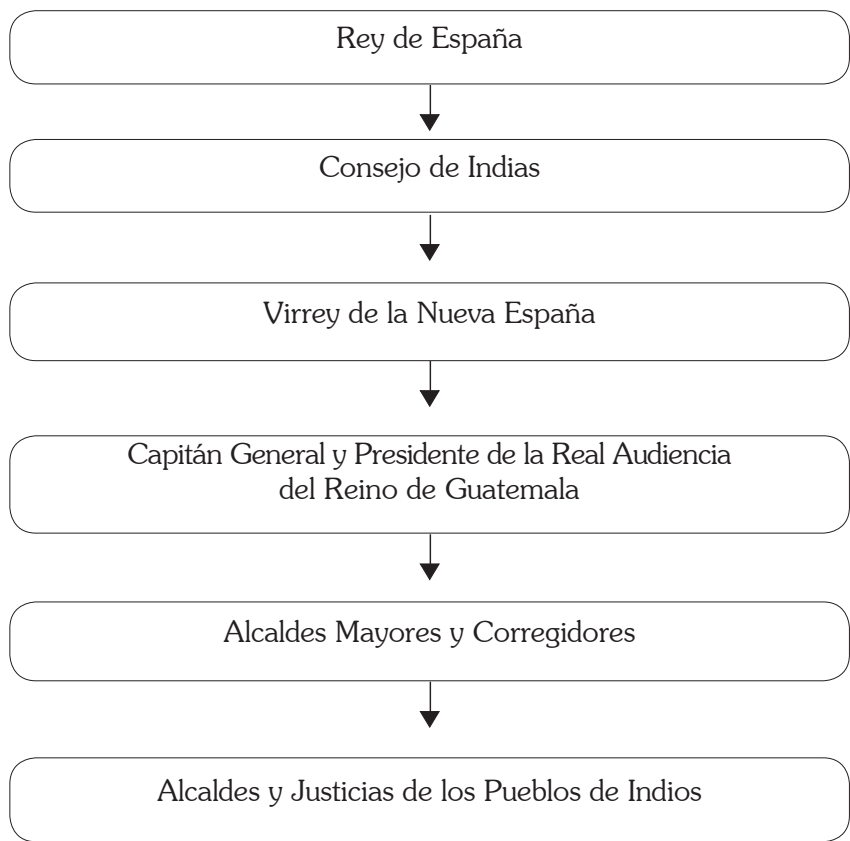 Rey de España
Consejo de Indias
Virrey de la Nueva España
Capitán General y Presidente de la Real Audiencia
del Reino de Guatemala
Alcaldes Mayores y Corregidores
Alcaldes y Justicias de los Pueblos de Indios